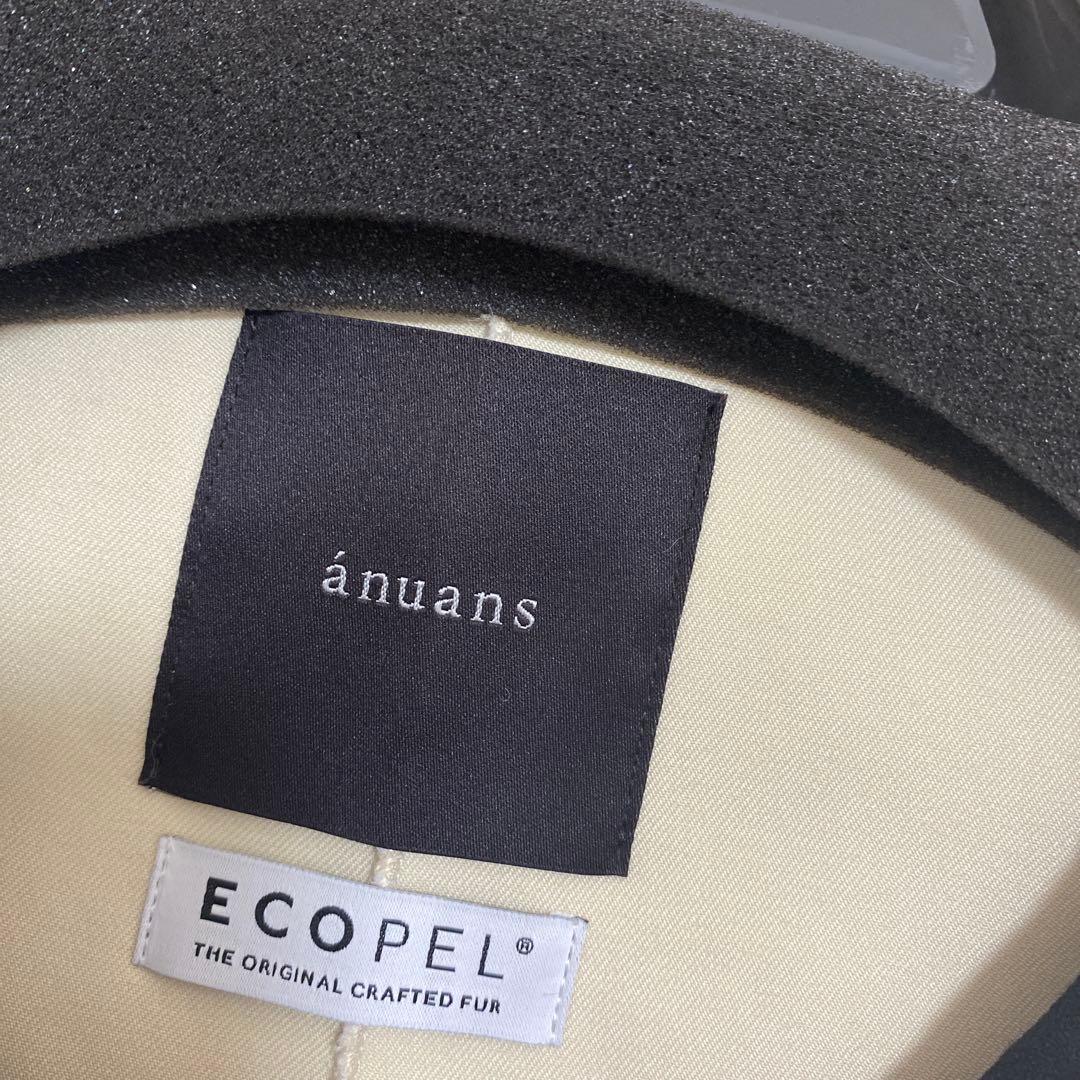 ánuans
ECOPEL®
THE ORIGINAL CRAFTED FUR